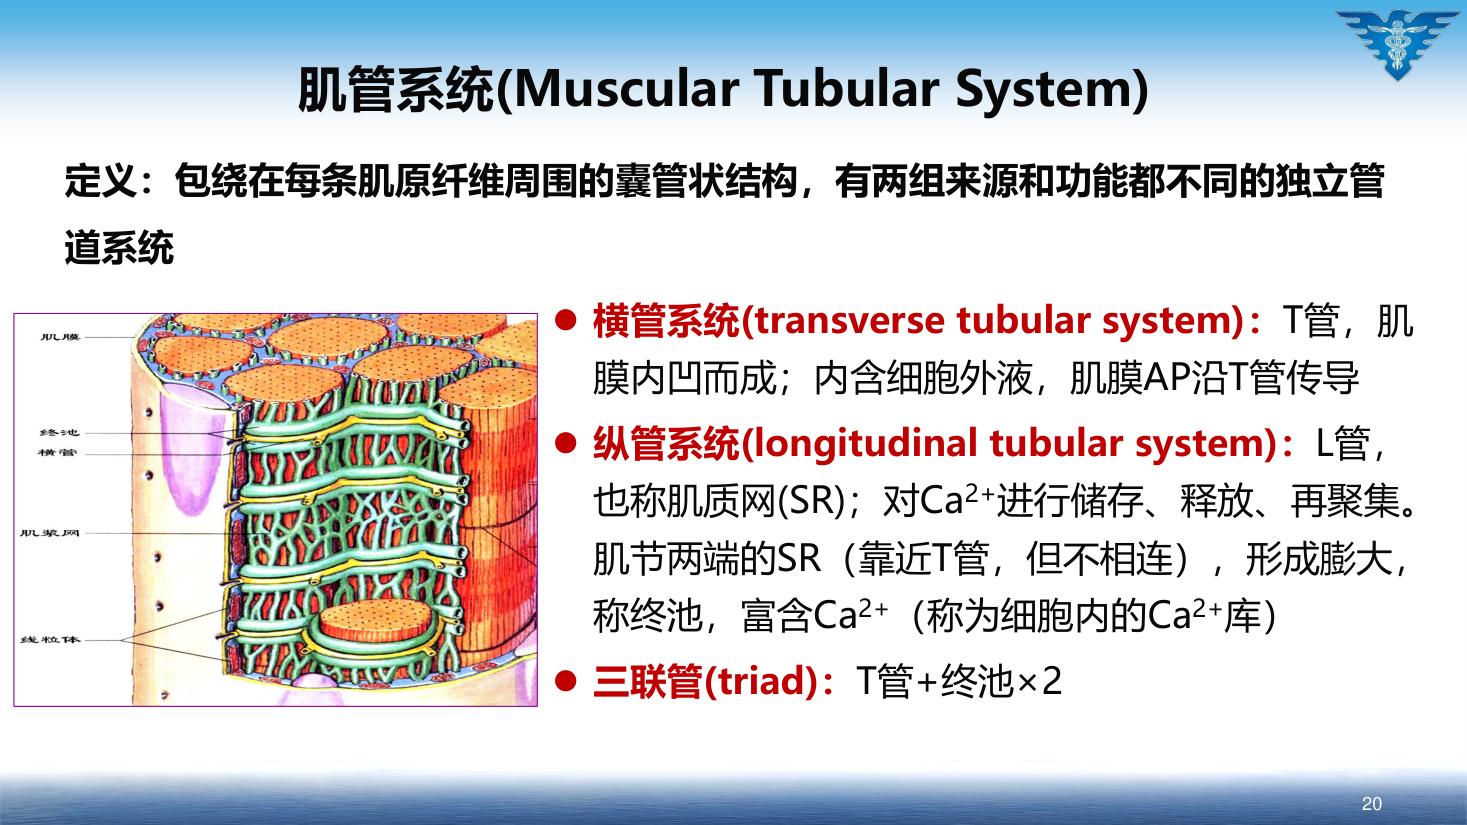 肌管系统(Muscular Tubular System)
定义：包绕在每条肌原纤维周围的囊管状结构，有两组来源和功能都不同的独立管
道系统
肌膜
终池
横管
肌浆网
线粒体
● 横管系统(transverse tubular system)：T管，肌
膜内凹而成；内含细胞外液，肌膜AP沿T管传导
● 纵管系统(longitudinal tubular system)：L管，
也称肌质网(SR)；对Ca²⁺进行储存、释放、再聚集。
肌节两端的SR（靠近T管，但不相连），形成膨大，
称终池，富含Ca²⁺（称为细胞内的Ca²⁺库）
● 三联管(triad)：T管+终池×2
20